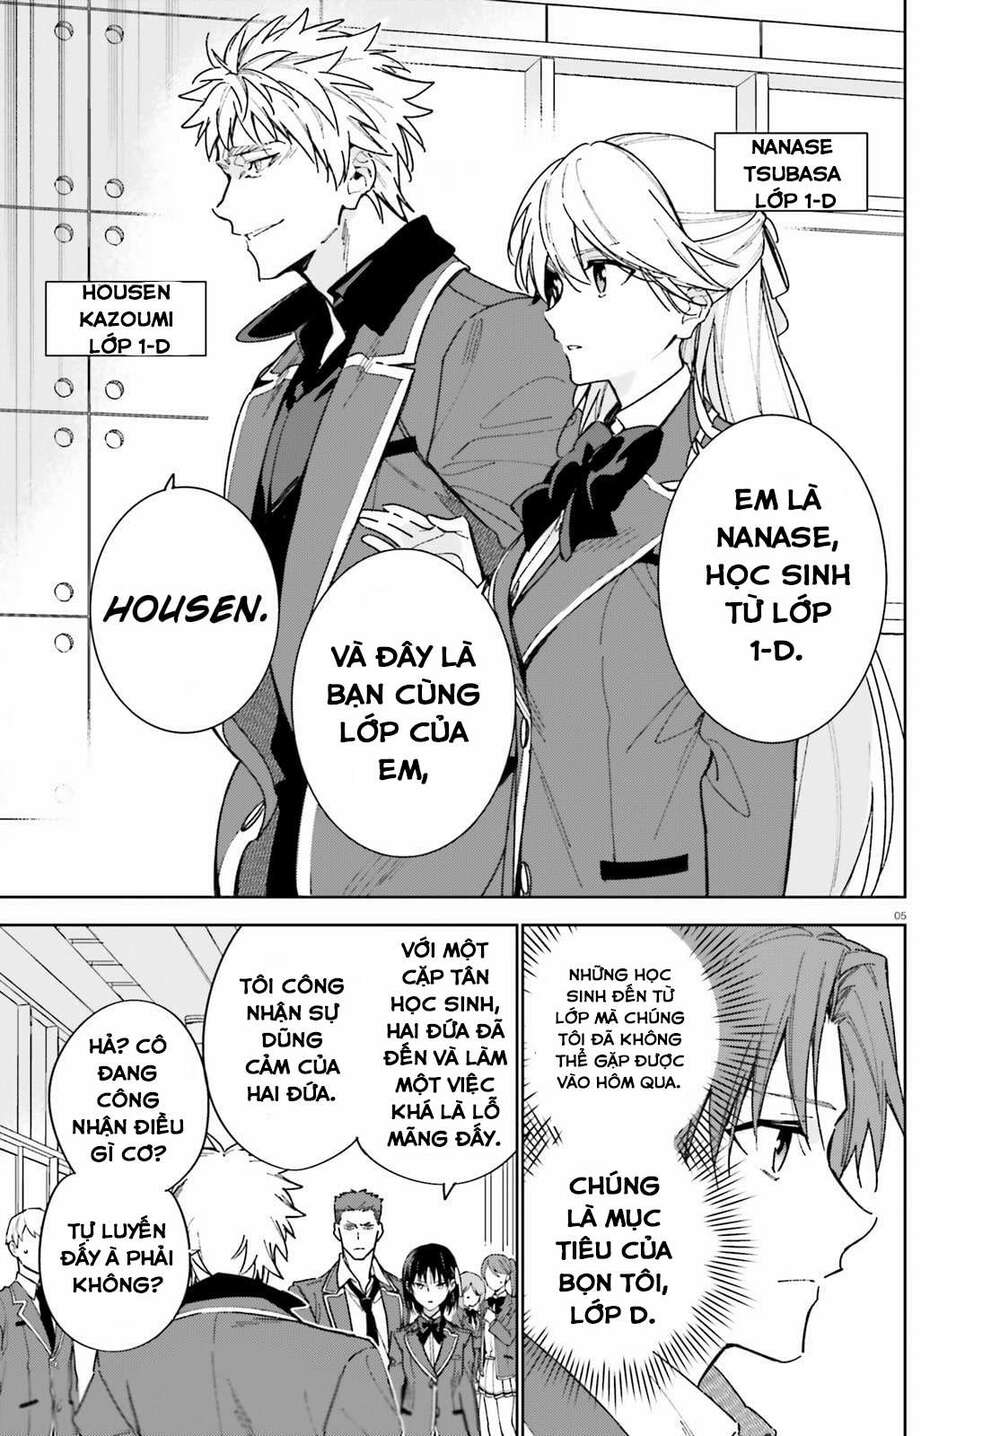 NANASE
TSUBASA
LỚP 1-D
HOUSEN
KAZOUMI
LỚP 1-D
EM LÀ
NANASE,
HỌC SINH
TỪ LỚP
1-D.
VÀ ĐÂY LÀ
BẠN CÙNG
LỚP CỦA
EM,
HOUSEN.
05
NHỮNG HỌC
SINH ĐẾN TỪ
LỚP MÀ CHÚNG
TÔI ĐÃ KHÔNG
THỂ GẶP ĐƯỢC
VÀO HÔM QUA.
CHÚNG
LÀ MỤC
TIÊU CỦA
BỌN TÔI,
LỚP D.
VỚI MỘT
CẶP TÂN
HỌC SINH,
HAI ĐỨA ĐÃ
ĐẾN VÀ LÀM
MỘT VIỆC
KHÁ LÀ LỖ
MÃNG ĐẤY.
TÔI CÔNG
NHẬN SỰ
DŨNG
CẢM CỦA
HAI ĐỨA.
HẢ? CÔ
ĐANG
CÔNG
NHẬN ĐIỀU
GÌ CƠ?
TỰ LUYẾN
ĐẤY À PHẢI
KHÔNG?